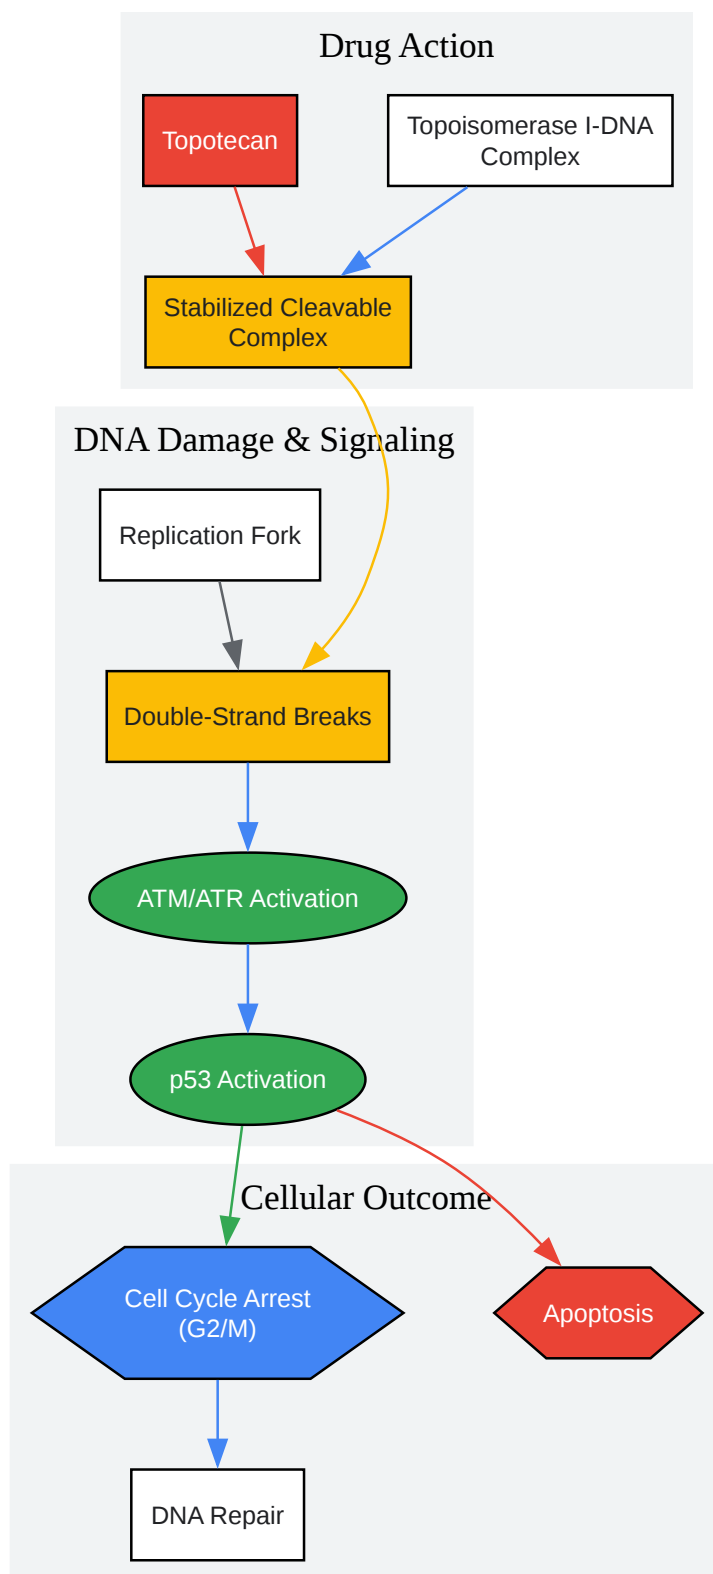 Drug Action
Topotecan
Topoisomerase I-DNA
Complex
Stabilized Cleavable
Complex
DNA Damage & Signaling
Replication Fork
Double-Strand Breaks
ATM/ATR Activation
p53 Activation
Cellular Outcome
Cell Cycle Arrest
(G2/M)
Apoptosis
DNA Repair